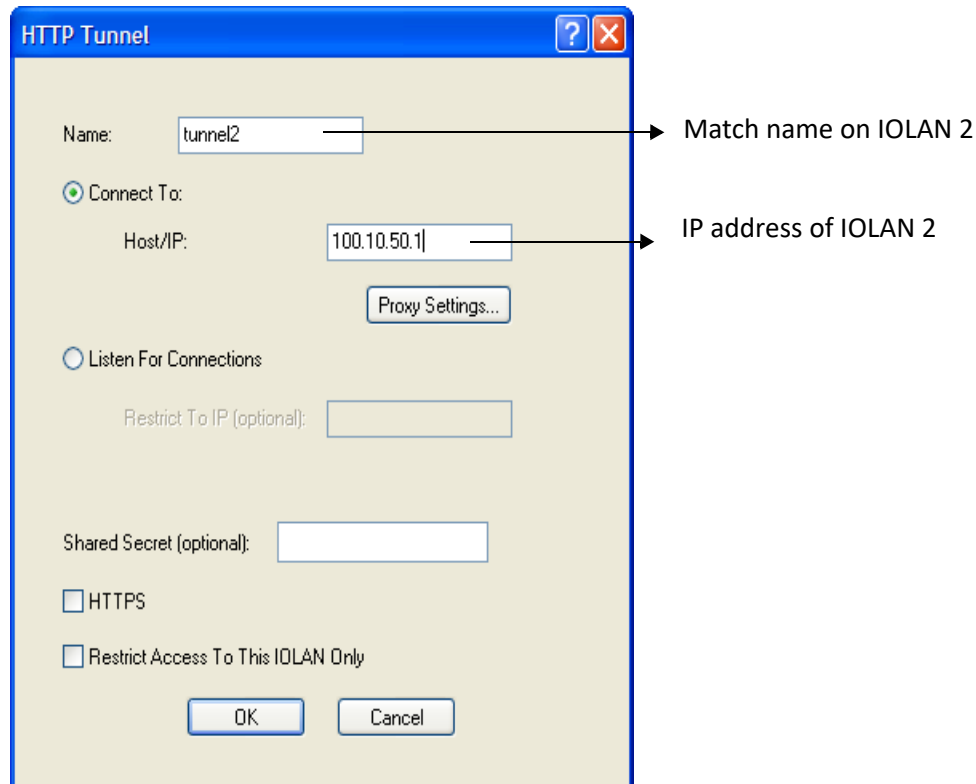 HTTP Tunnel
Name: tunnel2 Match name on IOLAN 2
Connect To:
Host/IP: 100.10.50.1 IP address of IOLAN 2
Proxy Settings...
Listen For Connections
Restrict To IP (optional):
Shared Secret (optional):
HTTPS
Restrict Access To This IOLAN Only
OK Cancel